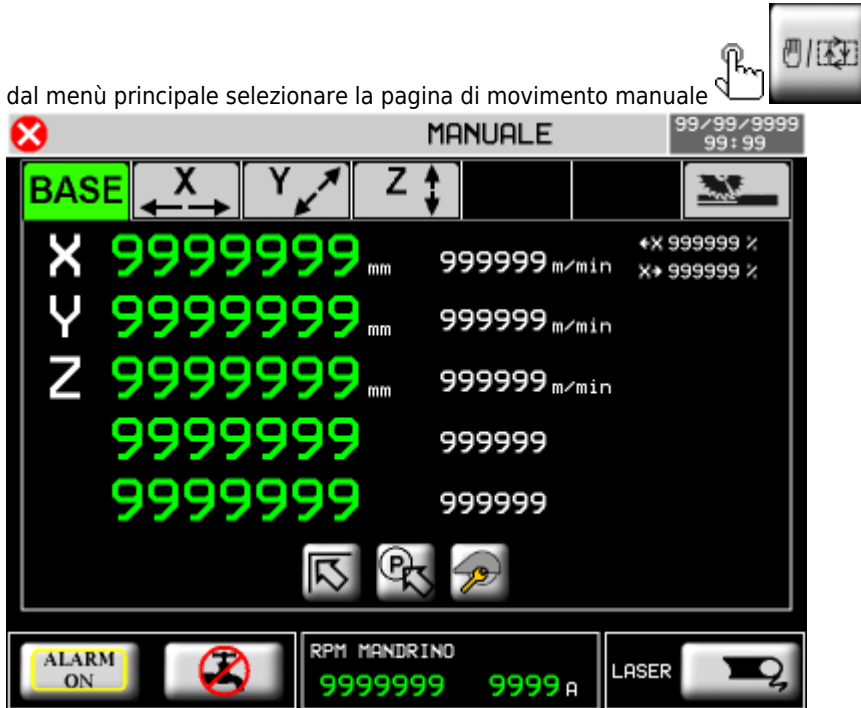 dal menù principale selezionare la pagina di movimento manuale
MANUALE
99/99/9999
99:99
BASE X Y Z
X 9999999 mm 999999 m/min ←X 999999 %
X→ 999999 %
Y 9999999 mm 999999 m/min
Z 9999999 mm 999999 m/min
9999999 999999
9999999 999999
P
ALARM
ON
RPM MANDRINO
9999999 9999 A
LASER